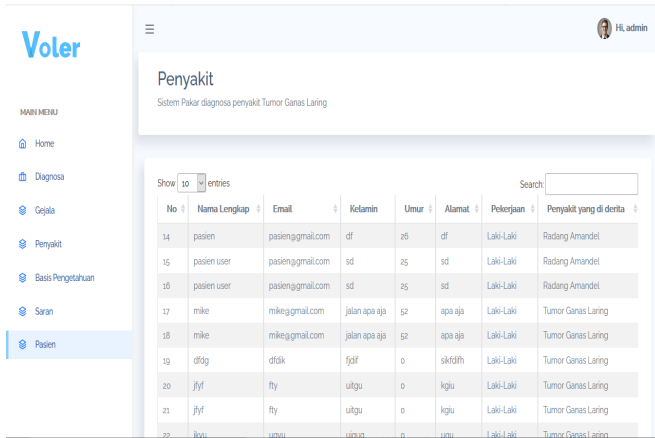 Voler
MAIN MENU
Home
Diagnosa
Gejala
Penyakit
Basis Pengetahuan
Saran
Pasien
Hi, admin
Penyakit
Sistem Pakar diagnosa penyakit Tumor Ganas Laring
Show 10 entries
Search:
No Nama Lengkap Email Kelamin Umur Alamat Pekerjaan Penyakit yang di derita
14 pasien pasien@gmail.com df 26 df Laki-Laki Radang Amandel
15 pasien user pasien@gmail.com sd 25 sd Laki-Laki Radang Amandel
16 pasien user pasien@gmail.com sd 25 sd Laki-Laki Radang Amandel
17 mike mike@gmail.com jalan apa aja 52 apa aja Laki-Laki Tumor Ganas Laring
18 mike mike@gmail.com jalan apa aja 52 apa aja Laki-Laki Tumor Ganas Laring
19 dfdg dfdik fjdif 0 sikfdifh Laki-Laki Tumor Ganas Laring
20 jfyf fty uitgu 0 kgiu Laki-Laki Tumor Ganas Laring
21 jfyf fty uitgu 0 kgiu Laki-Laki Tumor Ganas Laring
22 0 Laki-Laki Tumor Ganas Laring